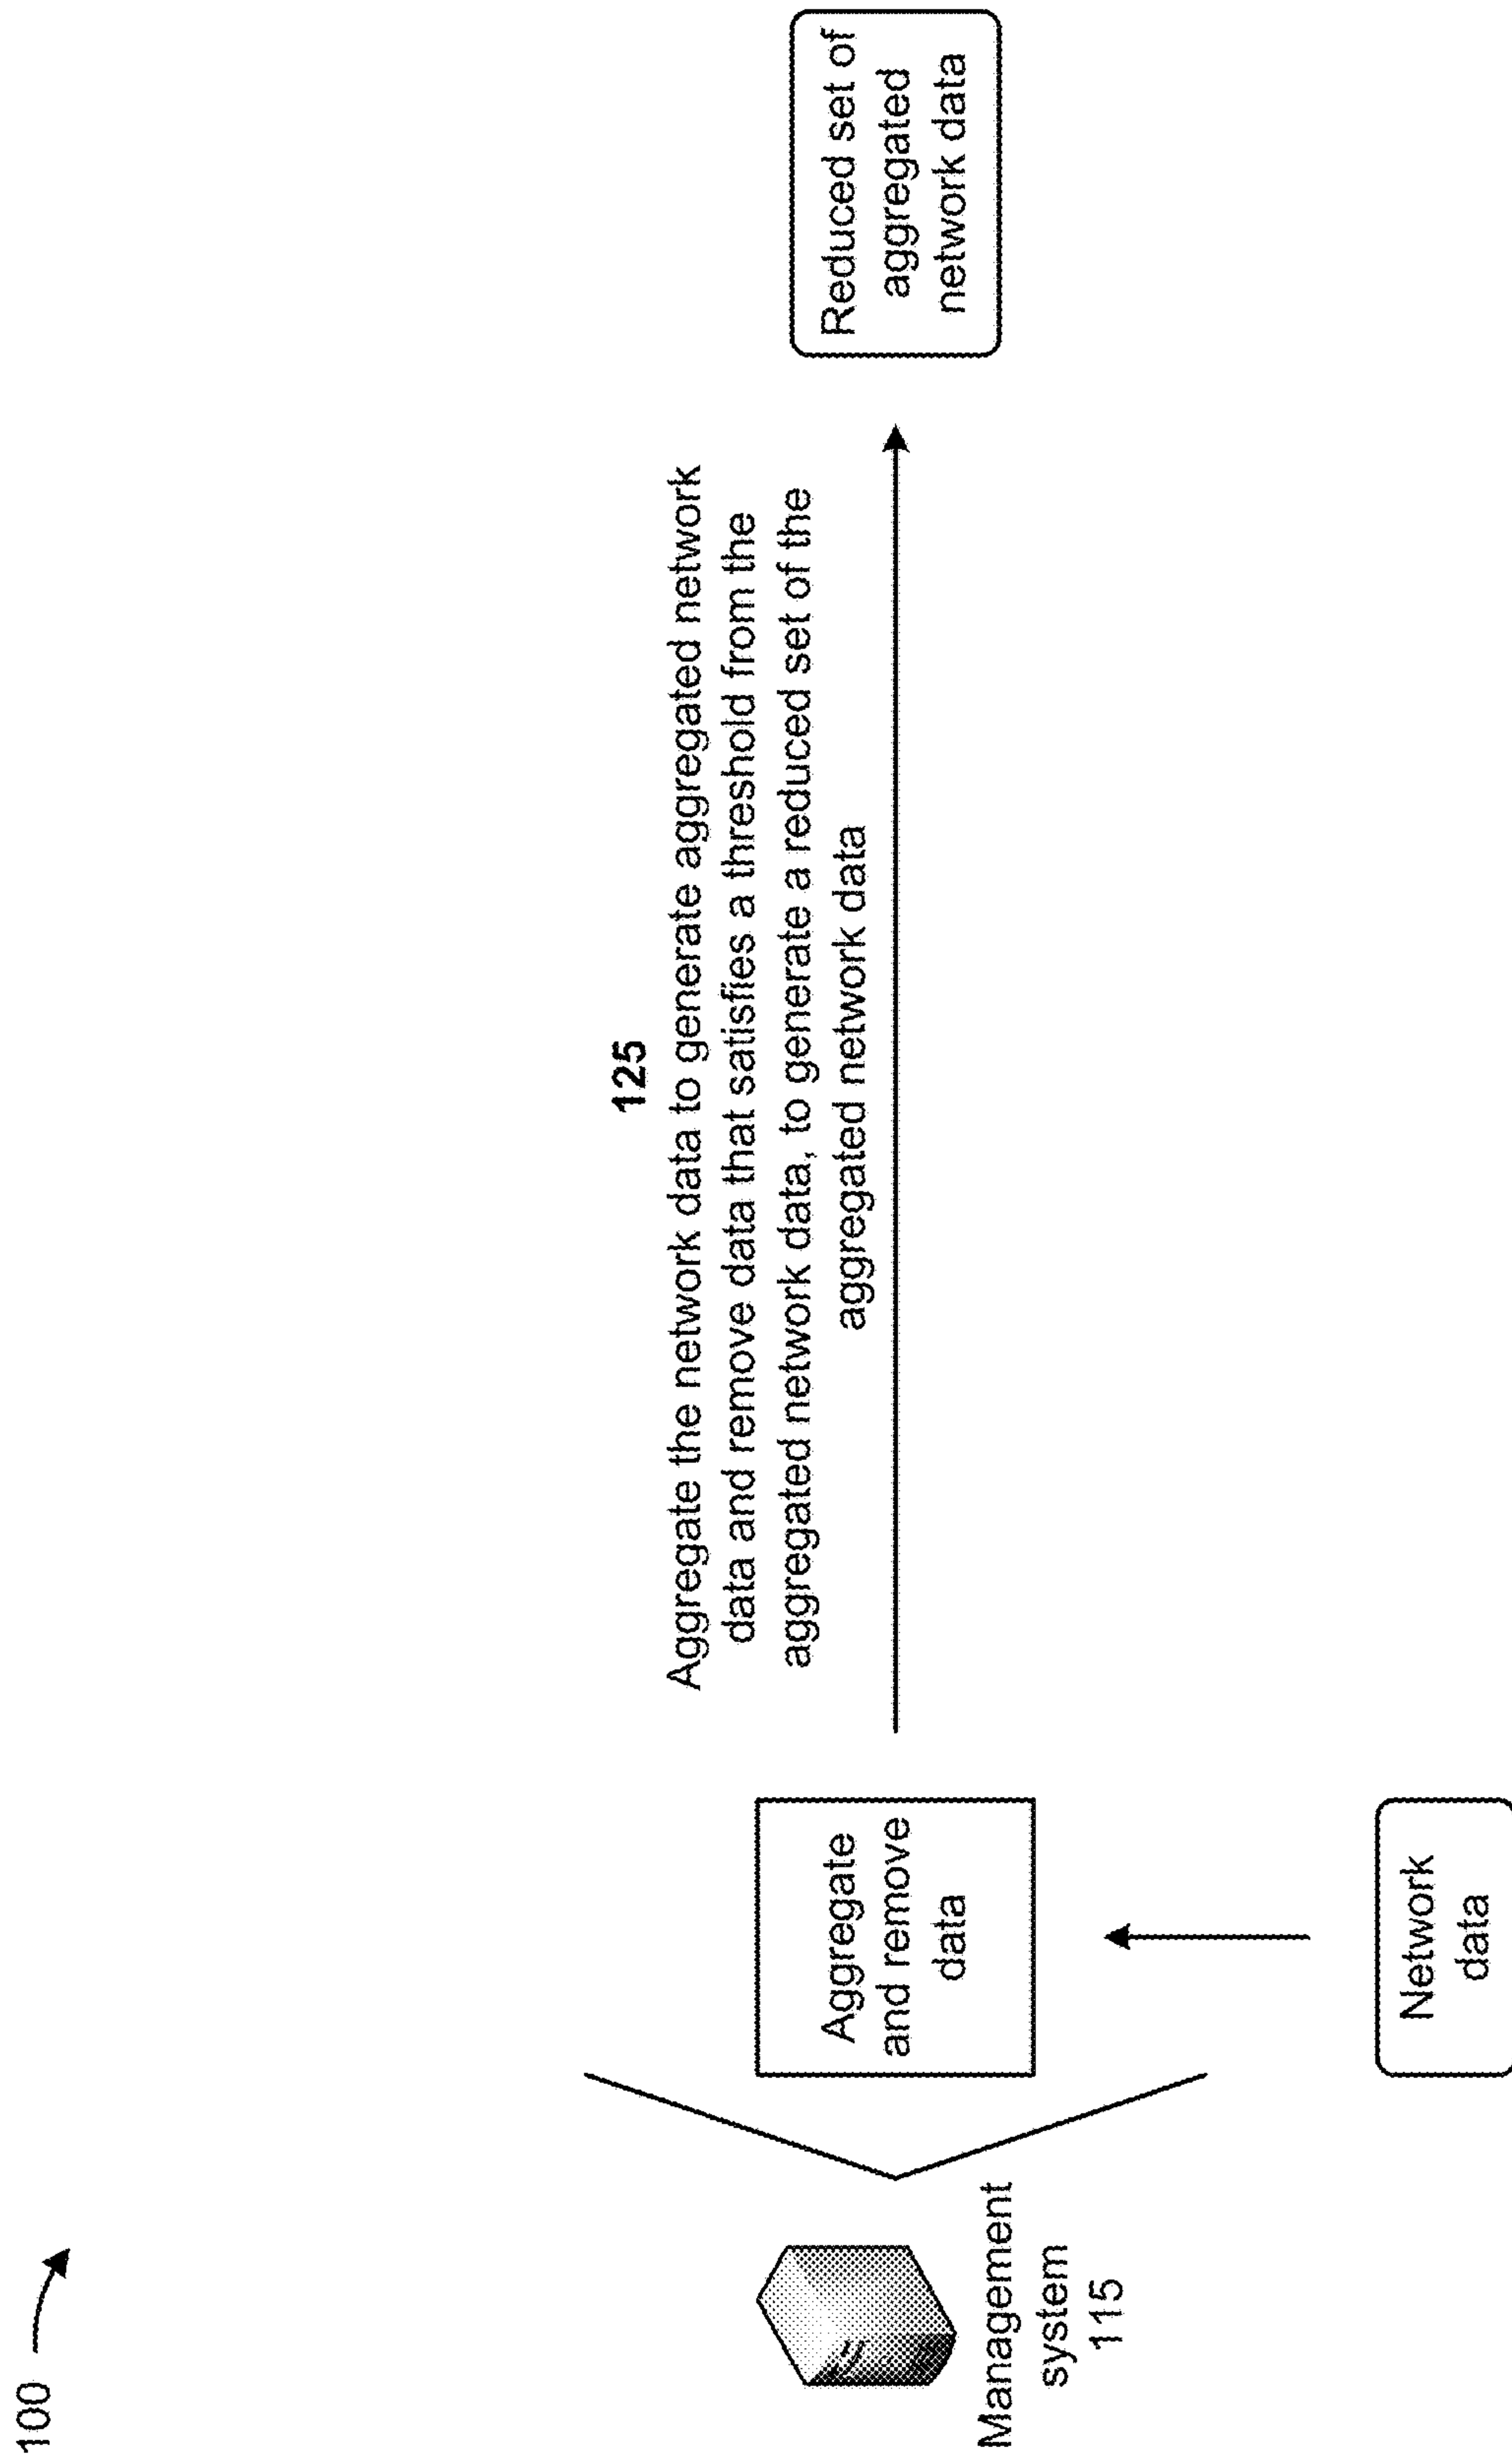 100
125
Aggregate the network data to generate aggregated network
data and remove data that satisfies a threshold from the
aggregated network data, to generate a reduced set of the
aggregated network data
Management
system
115
Aggregate
and remove
data
Reduced set of
aggregated
network data
Network
data